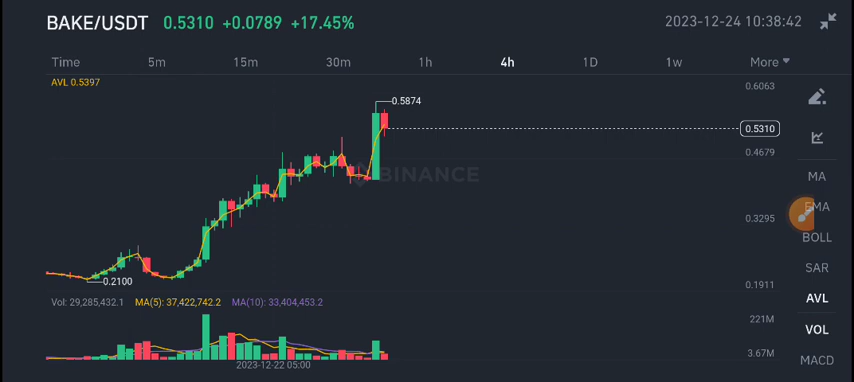 BAKE/USDT 0.5310 +0.0789 +17.45% 2023-12-24 10:38:42
Time 5m 15m 30m 1h 4h 1D 1w More
AVL 0.5397
0.6063
0.5874
0.5310
0.4679
MA
BINANCE
EMA
0.3295
BOLL
SAR
0.2100
0.1911
Vol: 29,285,432.1 MA(5): 37,422,742.2 MA(10): 33,404,453.2
AVL
221M
VOL
3.67M
MACD
2023-12-22 05:00